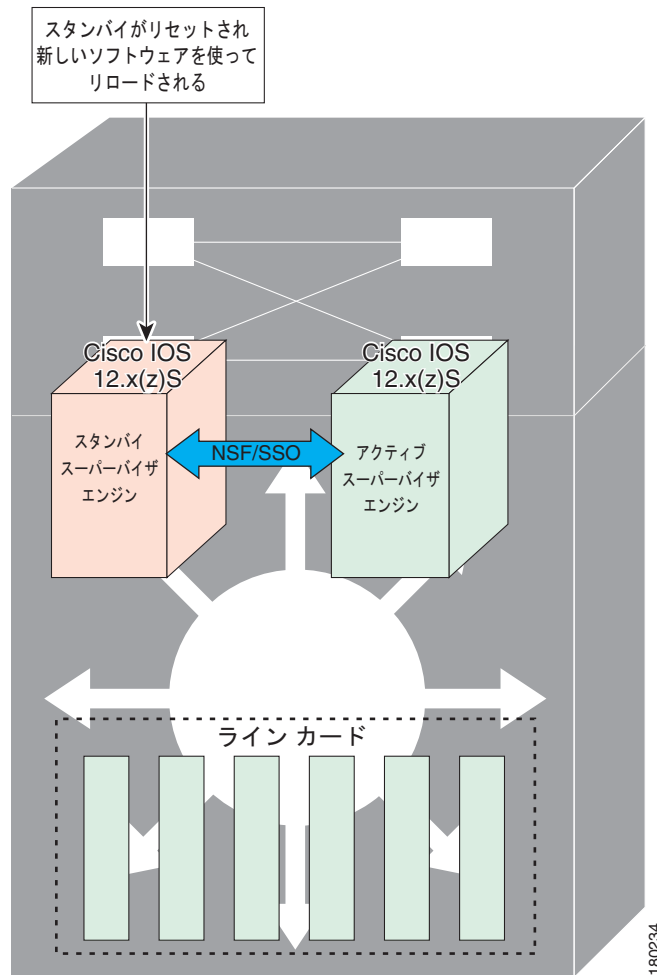 スタンバイがリセットされ
新しいソフトウェアを使って
リロードされる
Cisco IOS
12.x(z)S
Cisco IOS
12.x(z)S
スタンバイ
スーパーバイザ
エンジン
NSF/SSO
アクティブ
スーパーバイザ
エンジン
ライン カード
180234